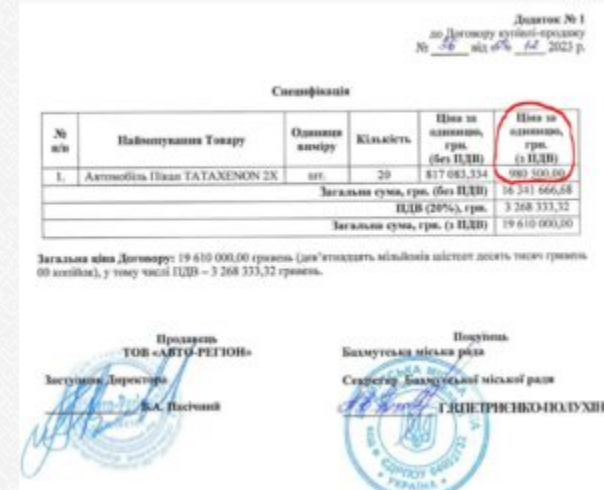 Додаток № 1
до Договору купівлі-продажу
№ 56 від 12 2023 р.
Специфікація
№ п/п Найменування Товару Одиниця виміру Кількість Ціна за одиницю, грн. (без ПДВ) Ціна за одиницю, грн. (з ПДВ)
1. Автомобіль Пікап TATAXENON 2X шт. 20 817 083,334 980 500,00
Загальна сума, грн. (без ПДВ) 16 341 666,68
ПДВ (20%), грн. 3 268 333,32
Загальна сума, грн. (з ПДВ) 19 610 000,00
Загальна ціна Договору: 19 610 000,00 гривень (дев'ятнадцять мільйонів шістсот десять тисяч гривень
00 копійок), у тому числі ПДВ – 3 268 333,32 гривень.
Продавець
ТОВ «АВТО-РЕГІОН»
Заступник Директора
В.А. Пасічний
Покупець
Бахмутська міська рада
Секретар Бахмутської міської ради
Г.І.ПЕТРИЄНКО-ПОЛУХІН
УКРАЇНА